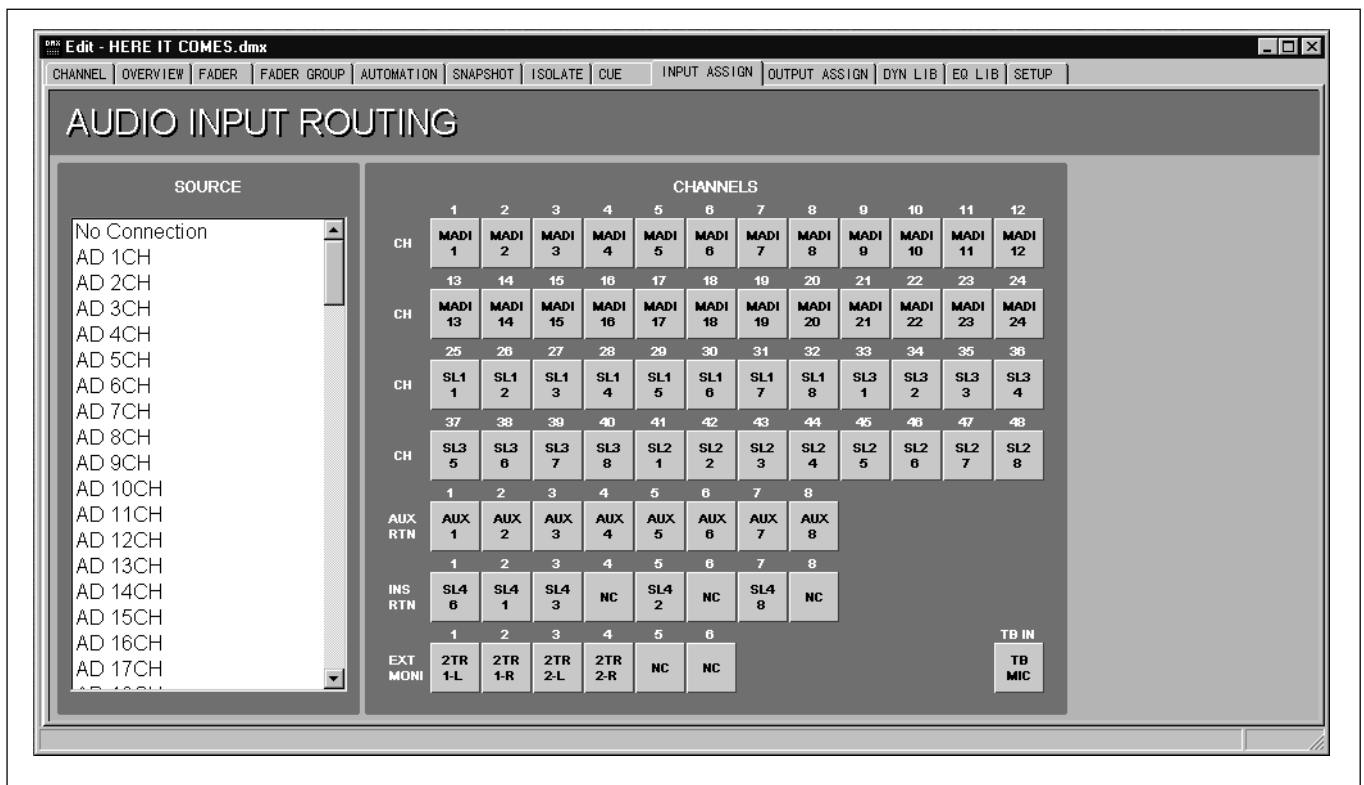 DMX Edit - HERE IT COMES.dmx
CHANNEL OVERVIEW FADER FADER GROUP AUTOMATION SNAPSHOT ISOLATE CUE INPUT ASSIGN OUTPUT ASSIGN DYN LIB EQ LIB SETUP
AUDIO INPUT ROUTING
SOURCE
No Connection
AD 1CH
AD 2CH
AD 3CH
AD 4CH
AD 5CH
AD 6CH
AD 7CH
AD 8CH
AD 9CH
AD 10CH
AD 11CH
AD 12CH
AD 13CH
AD 14CH
AD 15CH
AD 16CH
AD 17CH
CHANNELS
1 2 3 4 5 6 7 8 9 10 11 12
CH MADI 1 MADI 2 MADI 3 MADI 4 MADI 5 MADI 6 MADI 7 MADI 8 MADI 9 MADI 10 MADI 11 MADI 12
13 14 15 16 17 18 19 20 21 22 23 24
CH MADI 13 MADI 14 MADI 15 MADI 16 MADI 17 MADI 18 MADI 19 MADI 20 MADI 21 MADI 22 MADI 23 MADI 24
25 26 27 28 29 30 31 32 33 34 35 36
CH SL1 1 SL1 2 SL1 3 SL1 4 SL1 5 SL1 6 SL1 7 SL1 8 SL3 1 SL3 2 SL3 3 SL3 4
37 38 39 40 41 42 43 44 45 46 47 48
CH SL3 5 SL3 6 SL3 7 SL3 8 SL2 1 SL2 2 SL2 3 SL2 4 SL2 5 SL2 6 SL2 7 SL2 8
1 2 3 4 5 6 7 8
AUX RTN AUX 1 AUX 2 AUX 3 AUX 4 AUX 5 AUX 6 AUX 7 AUX 8
1 2 3 4 5 6 7 8
INS RTN SL4 6 SL4 1 SL4 3 NC SL4 2 NC SL4 8 NC
1 2 3 4 5 6 TB IN
EXT MONI 2TR 1-L 2TR 1-R 2TR 2-L 2TR 2-R NC NC TB MIC